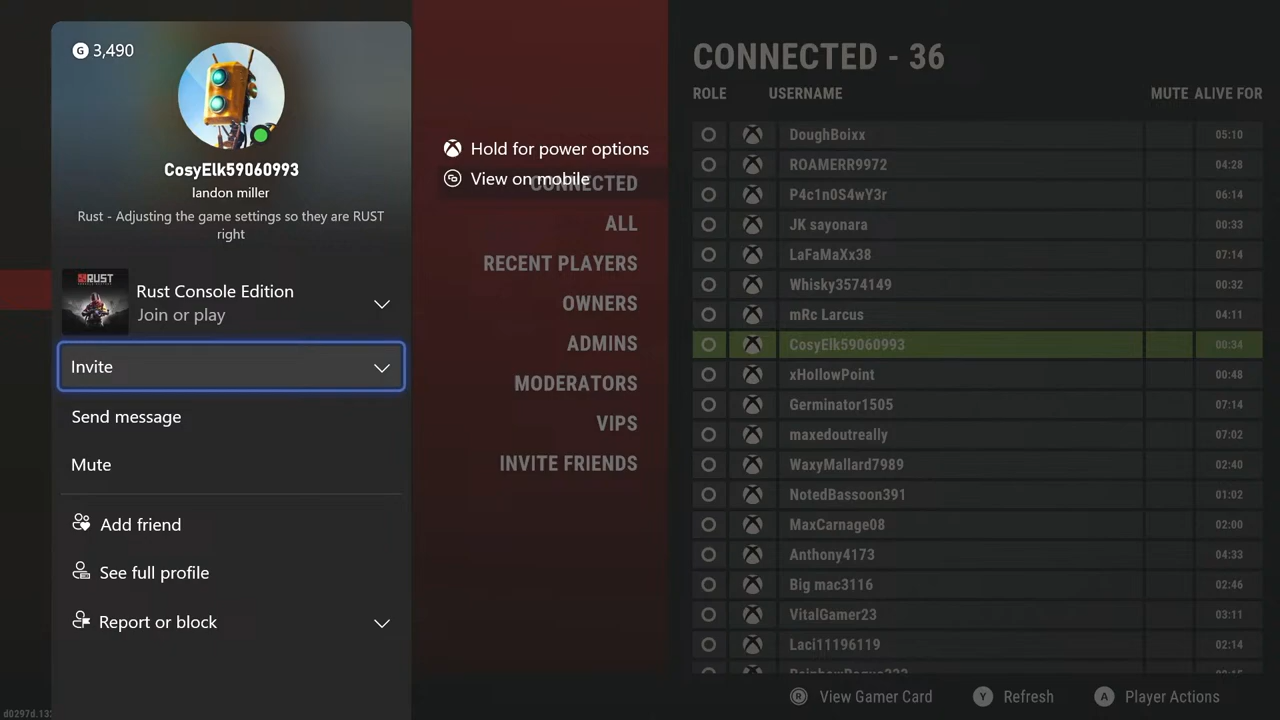 G 3,490
CosyElk59060993
landon miller
Rust - Adjusting the game settings so they are RUST
right
RUST
Rust Console Edition
Join or play
Invite
Send message
Mute
Add friend
See full profile
Report or block
Hold for power options
View on mobile
CONNECTED
ALL
RECENT PLAYERS
OWNERS
ADMINS
MODERATORS
VIPS
INVITE FRIENDS
CONNECTED - 36
ROLE USERNAME MUTE ALIVE FOR
DoughBoixx 05:10
ROAMERR9972 04:28
P4c1n0S4wY3r 06:14
JK sayonara 00:33
LaFaMaXx38 07:14
Whisky3574149 00:32
mRc Larcus 04:11
CosyElk59060993 00:34
xHollowPoint 00:48
Germinator1505 07:14
maxedoutreally 07:02
WaxyMallard7989 02:40
NotedBassoon391 01:02
MaxCarnage08 02:00
Anthony4173 04:33
Big mac3116 02:46
VitalGamer23 03:11
Laci11196119 02:14
R View Gamer Card Y Refresh A Player Actions